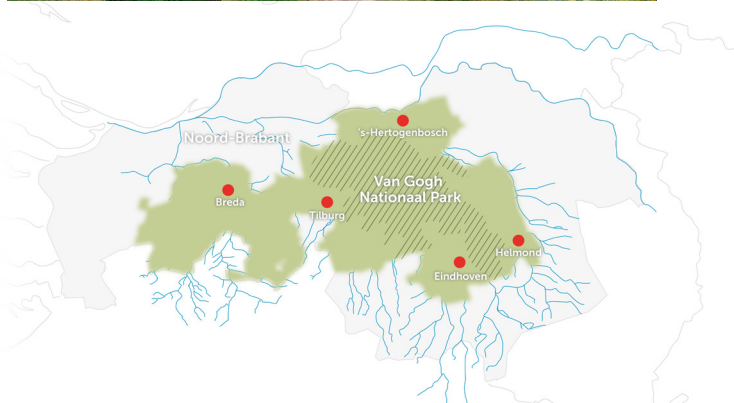 's-Hertogenbosch
Noord-Brabant
Van Gogh
Nationaal Park
Breda
Tilburg
Helmond
Eindhoven